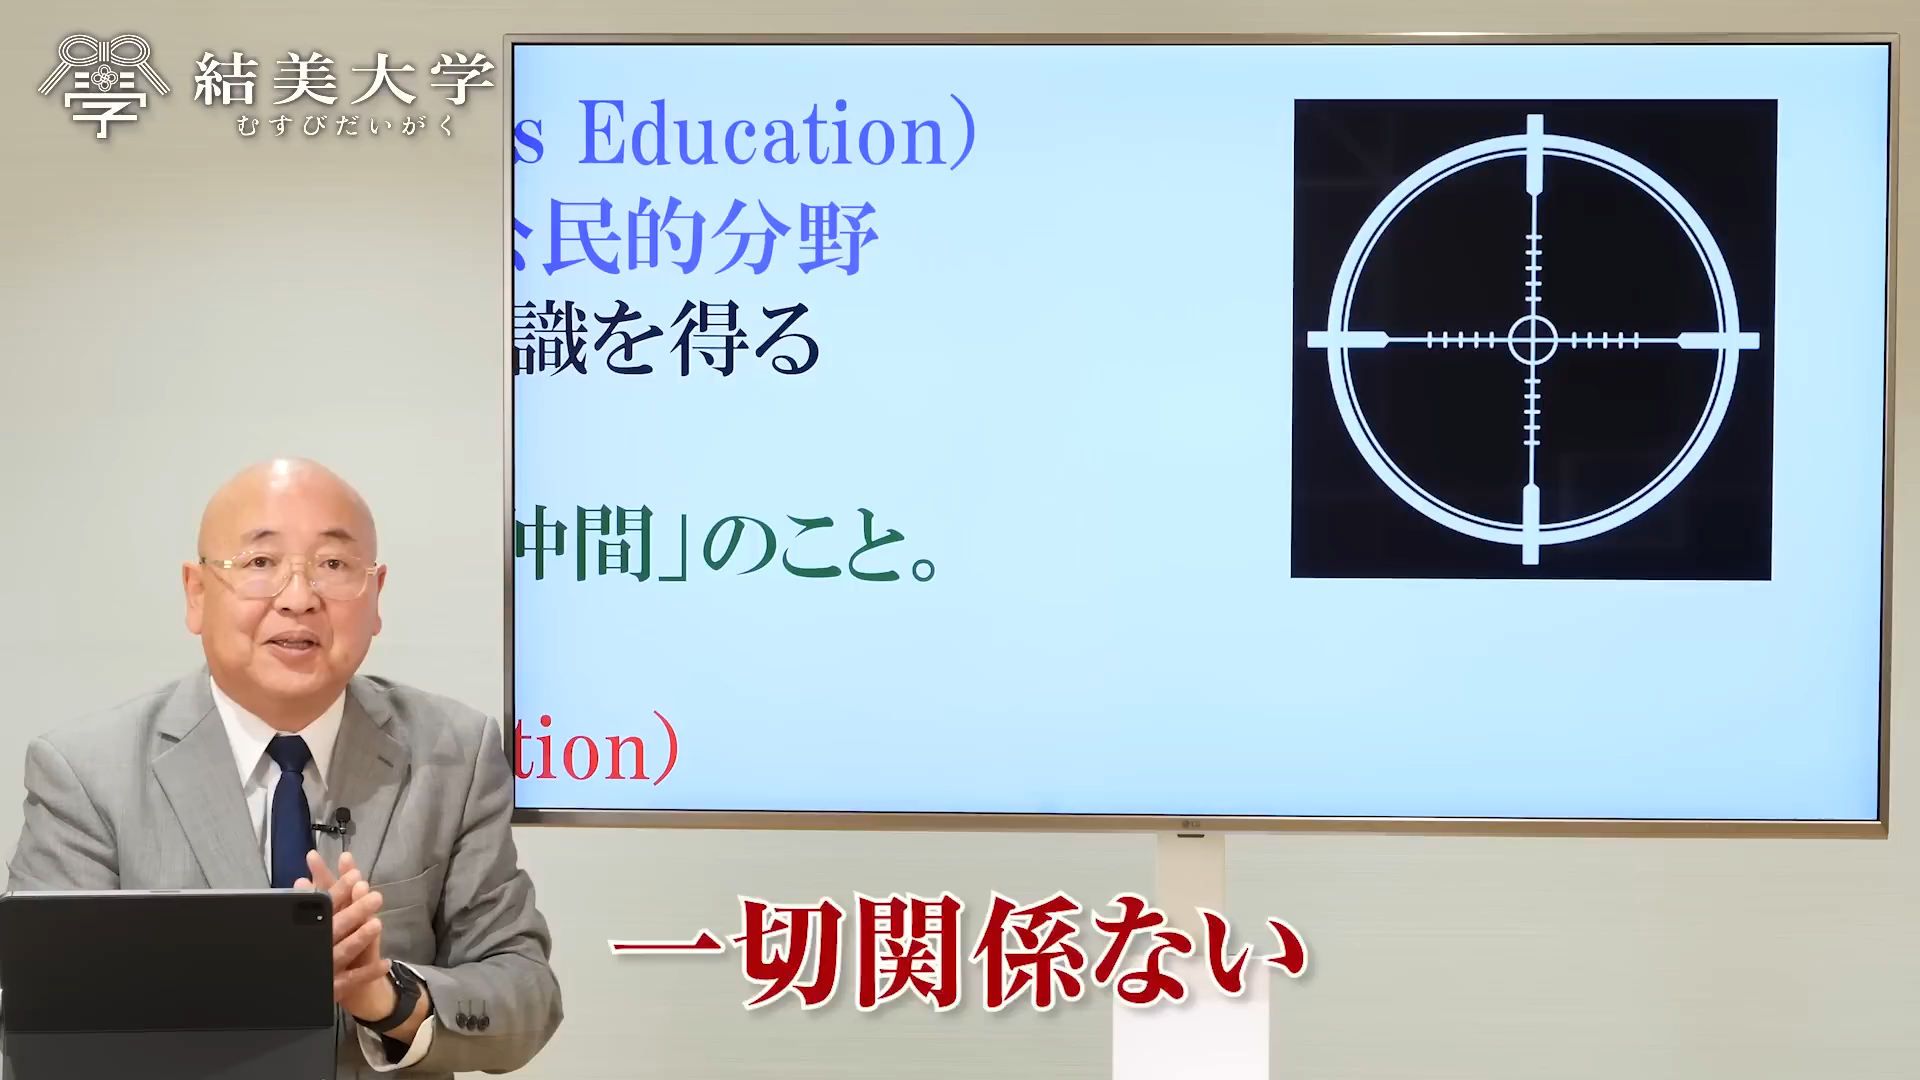 結美大学
むすびだいがく
s Education)
民的分野
識を得る
仲間」のこと。
tion)
一切関係ない